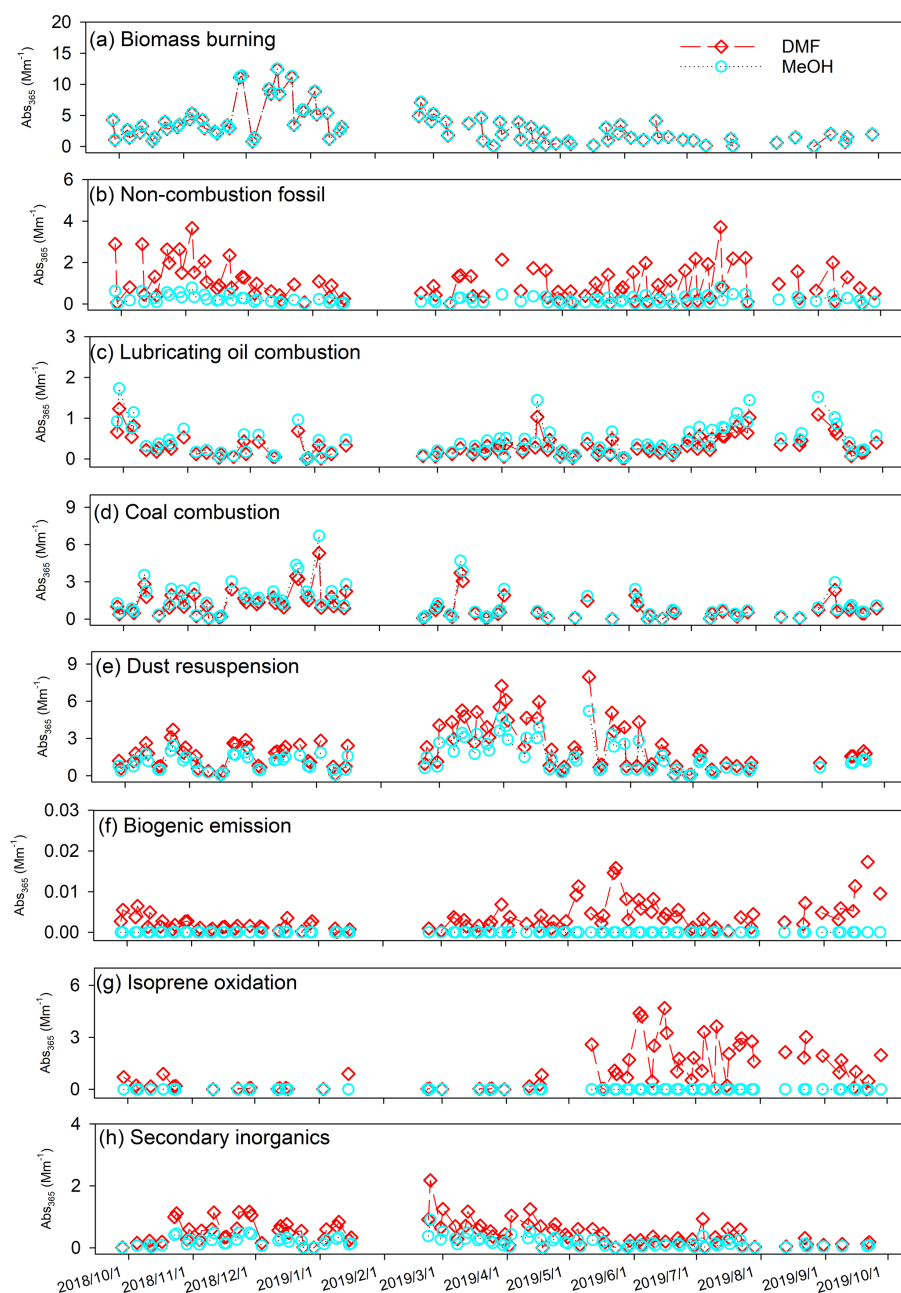 (a) Biomass burning
DMF
MeOH
Abs365 (Mm-1)
20
15
10
5
0
(b) Non-combustion fossil
Abs365 (Mm-1)
6
4
2
0
(c) Lubricating oil combustion
Abs365 (Mm-1)
3
2
1
0
(d) Coal combustion
Abs365 (Mm-1)
9
6
3
0
(e) Dust resuspension
Abs365 (Mm-1)
9
6
3
0
(f) Biogenic emission
Abs365 (Mm-1)
0.03
0.02
0.01
0.00
(g) Isoprene oxidation
Abs365 (Mm-1)
6
3
0
(h) Secondary inorganics
Abs365 (Mm-1)
4
2
0
2018/10/1
2018/11/1
2018/12/1
2019/1/1
2019/2/1
2019/3/1
2019/4/1
2019/5/1
2019/6/1
2019/7/1
2019/8/1
2019/9/1
2019/10/1